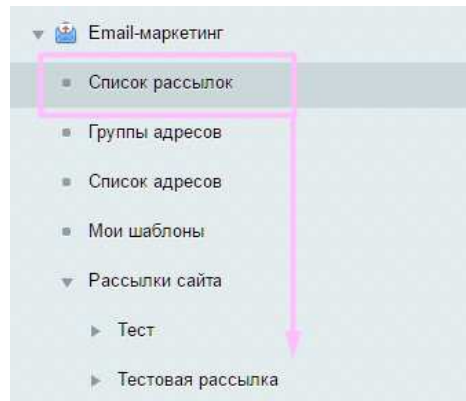 Email-маркетинг
Список рассылок
Группы адресов
Список адресов
Мои шаблоны
Рассылки сайта
Тест
Тестовая рассылка